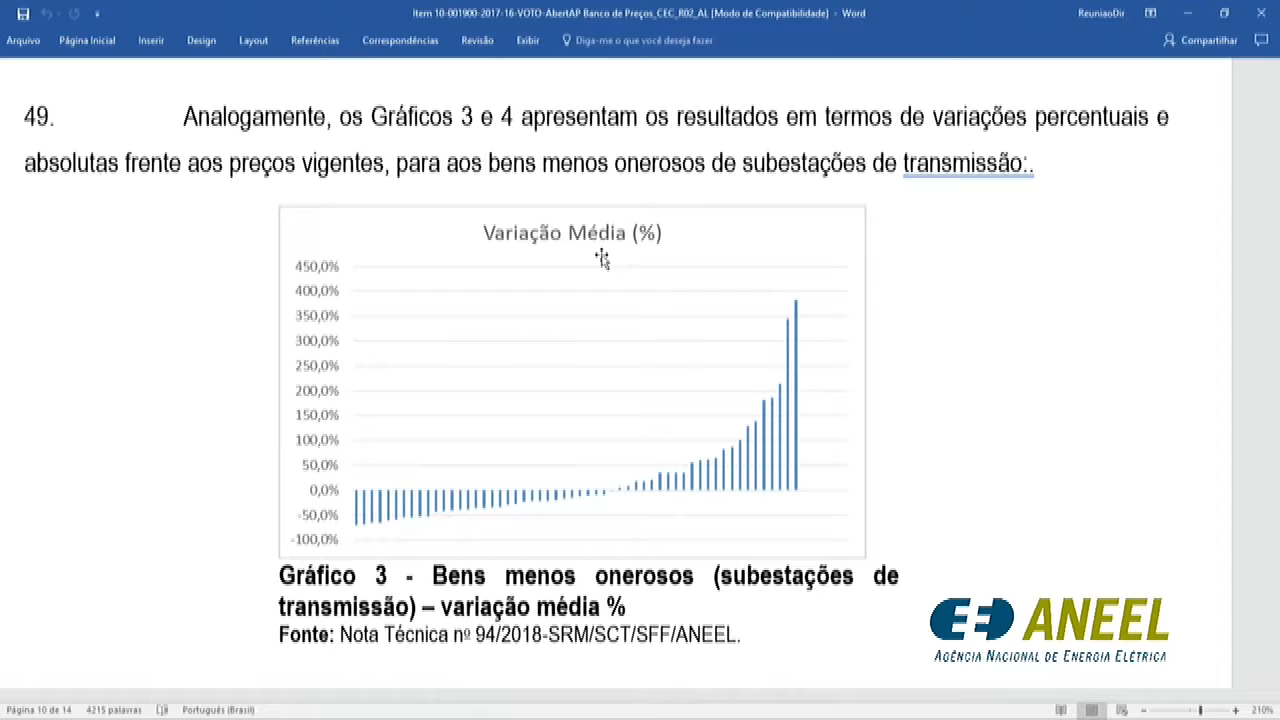 Item 10-001900-2017-16-VOTO-AbertAP Banco de Preços_CEC_R02_AL [Modo de Compatibilidade] - Word
ReuniaoDir
Arquivo Página Inicial Inserir Design Layout Referências Correspondências Revisão Exibir Diga-me o que você deseja fazer Compartilhar
49. Analogamente, os Gráficos 3 e 4 apresentam os resultados em termos de variações percentuais e
absolutas frente aos preços vigentes, para aos bens menos onerosos de subestações de transmissão:.
Variação Média (%)
450,0%
400,0%
350,0%
300,0%
250,0%
200,0%
150,0%
100,0%
50,0%
0,0%
-50,0%
-100,0%
Gráfico 3 - Bens menos onerosos (subestações de
transmissão) – variação média %
Fonte: Nota Técnica nº 94/2018-SRM/SCT/SFF/ANEEL.
ANEEL
AGÊNCIA NACIONAL DE ENERGIA ELÉTRICA
Página 10 de 14 4215 palavras Português (Brasil) 210%